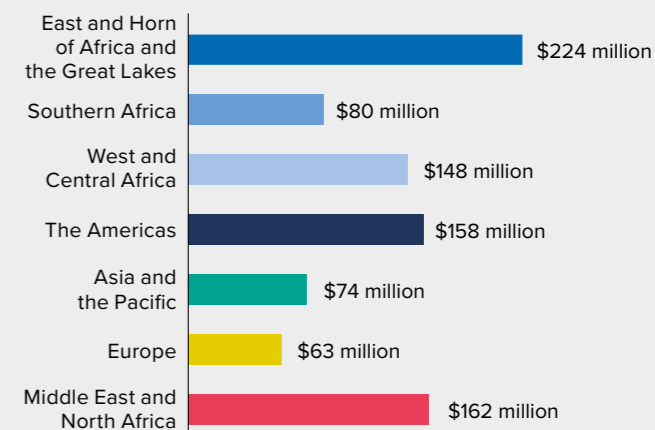 East and Horn
of Africa and
the Great Lakes
$224 million
Southern Africa
$80 million
West and
Central Africa
$148 million
The Americas
$158 million
Asia and
the Pacific
$74 million
Europe
$63 million
Middle East and
North Africa
$162 million